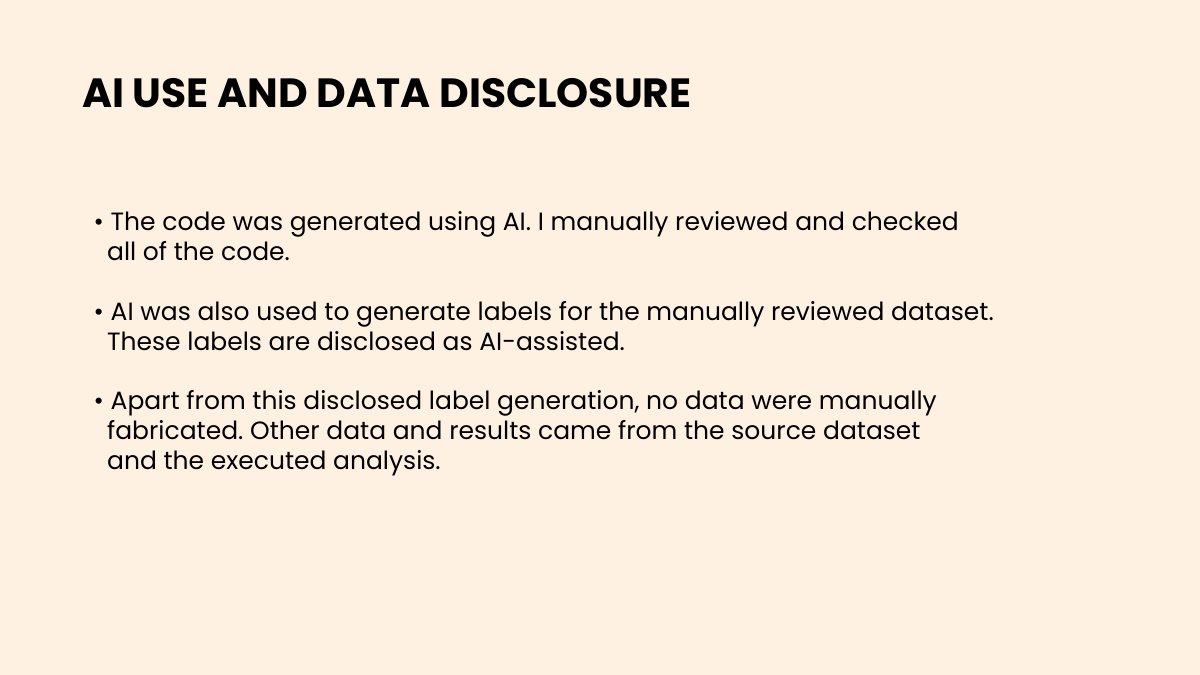 AI USE AND DATA DISCLOSURE
• The code was generated using AI. I manually reviewed and checked
all of the code.
• AI was also used to generate labels for the manually reviewed dataset.
These labels are disclosed as AI-assisted.
• Apart from this disclosed label generation, no data were manually
fabricated. Other data and results came from the source dataset
and the executed analysis.